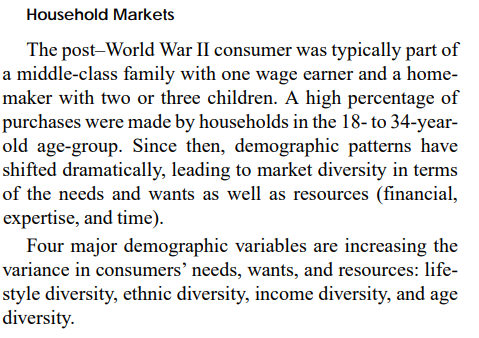 Household Markets
The post–World War II consumer was typically part of
a middle-class family with one wage earner and a home-
maker with two or three children. A high percentage of
purchases were made by households in the 18- to 34-year-
old age-group. Since then, demographic patterns have
shifted dramatically, leading to market diversity in terms
of the needs and wants as well as resources (financial,
expertise, and time).
Four major demographic variables are increasing the
variance in consumers’ needs, wants, and resources: life-
style diversity, ethnic diversity, income diversity, and age
diversity.